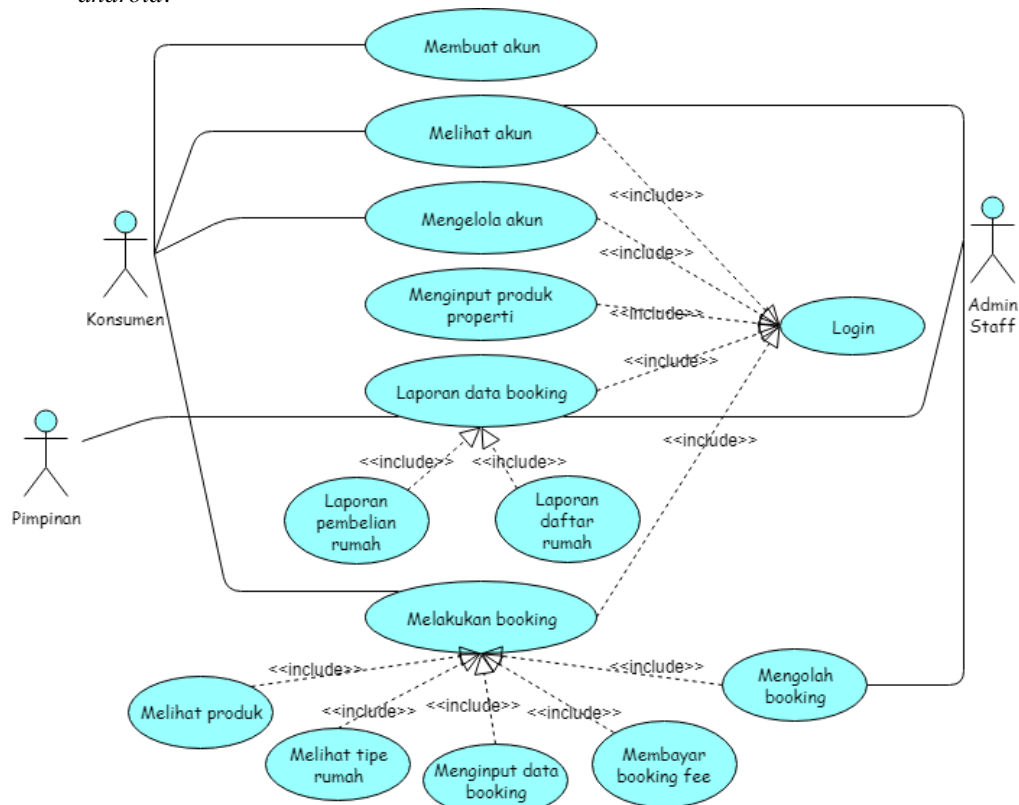 android.
Membuat akun
Melihat akun
<<include>>
Mengelola akun
<<include>>
Konsumen
Menginput produk
properti
<<include>>
Login
Admin
Staff
<<include>>
Laporan data booking
<<include>>
Pimpinan
<<include>>
<<include>>
Laporan
pembelian
rumah
Laporan
daftar
rumah
Melakukan booking
<<include>>
<<include>>
Mengolah
booking
Melihat produk
<<include>>
<<include>>
<<include>>
Melihat tipe
rumah
Menginput data
booking
Membayar
booking fee